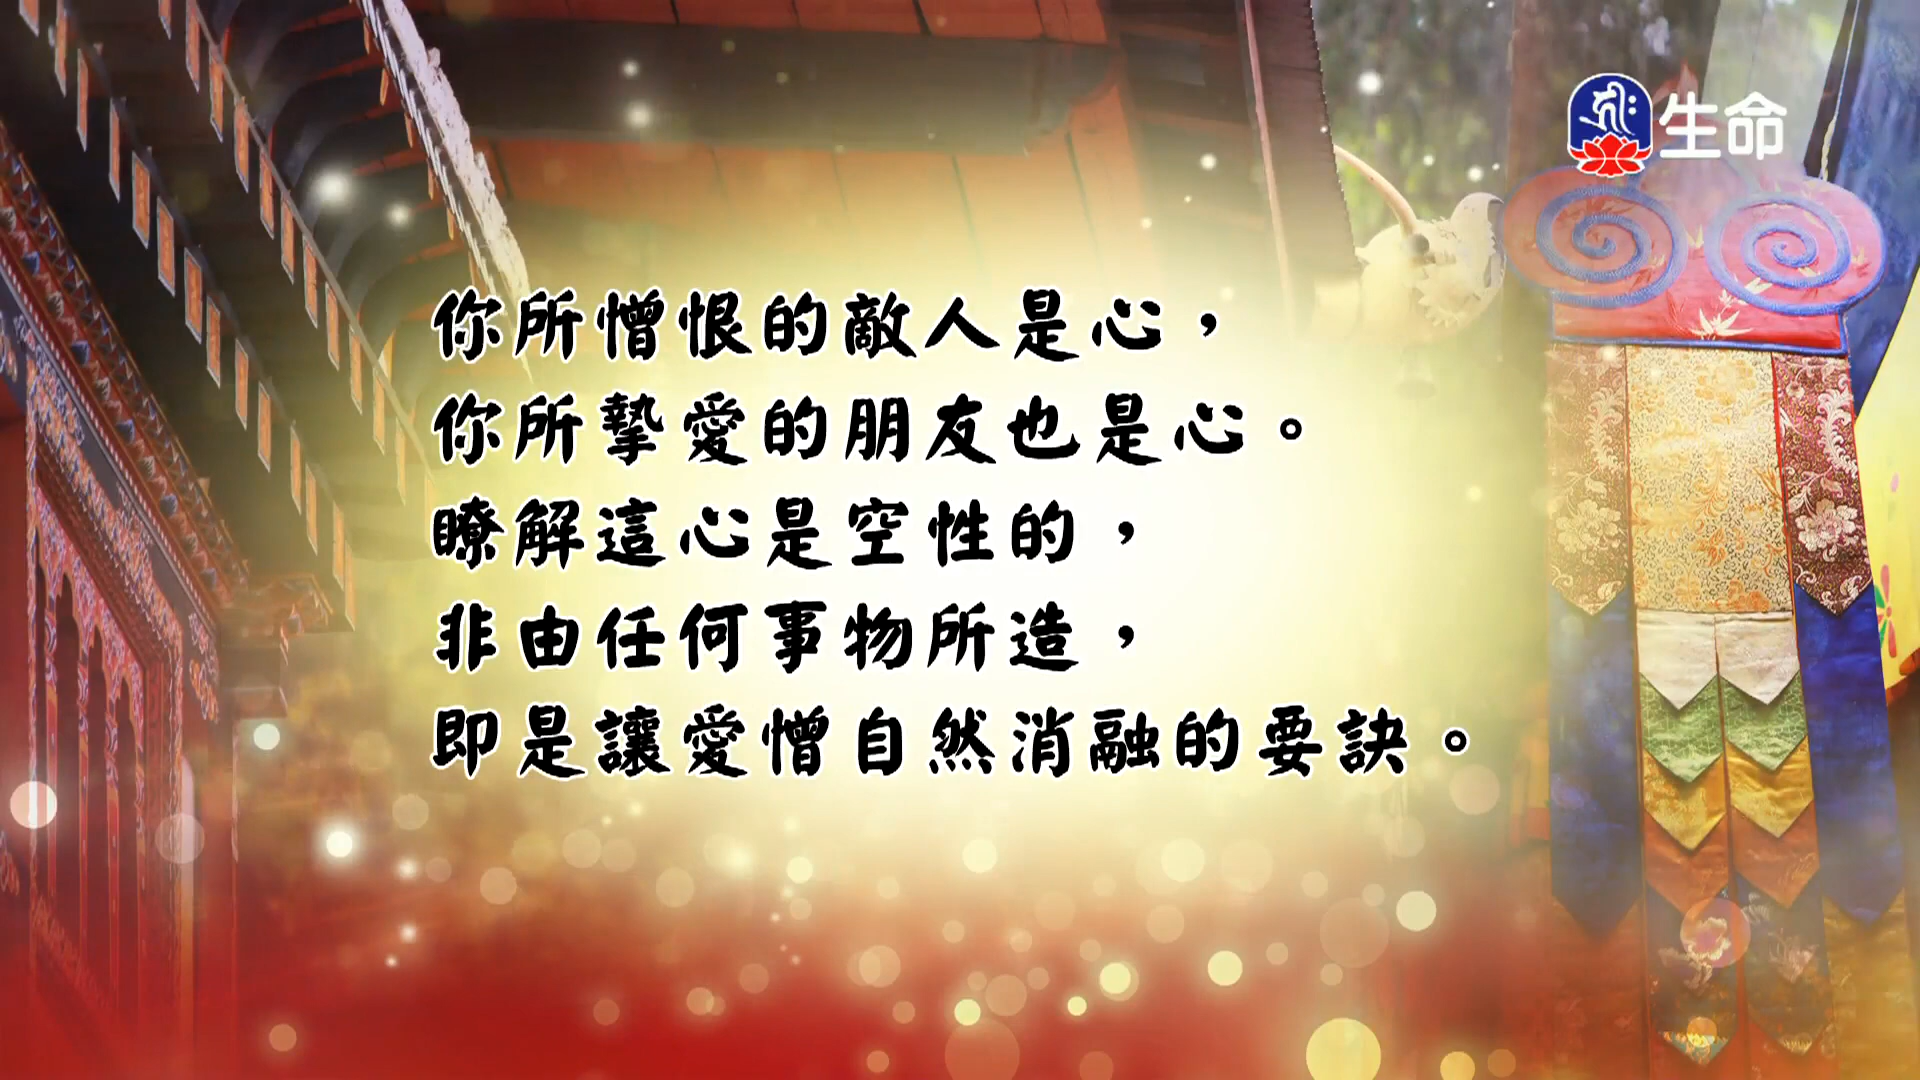 生命
你所憎恨的敵人是心，
你所摯愛的朋友也是心。
瞭解這心是空性的，
非由任何事物所造，
即是讓愛憎自然消融的要訣。